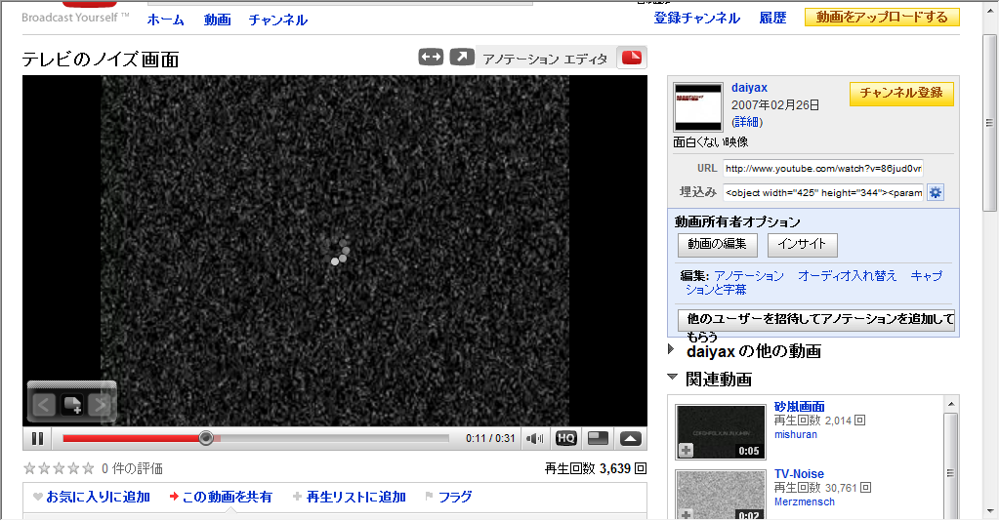 Broadcast Yourself ™
ホーム 動画 チャンネル
登録チャンネル 履歴 動画をアップロードする
テレビのノイズ画面
アノテーション エディタ
daiyax
2007年02月26日
(詳細)
チャンネル登録
面白くない映像
URL http://www.youtube.com/watch?v=86jud0vr
埋込み <object width="425" height="344"><param
動画所有者オプション
動画の編集 インサイト
編集: アノテーション オーディオ入れ替え キャプ
ションと字幕
他のユーザーを招待してアノテーションを追加して
もらう
daiyax の他の動画
関連動画
砂嵐画面
再生回数 2,014 回
mishuran
0:05
TV-Noise
再生回数 30,761 回
Merzmensch
0:02
0:11 / 0:31 HQ
0 件の評価
再生回数 3,639 回
お気に入りに追加 この動画を共有 再生リストに追加 フラグ